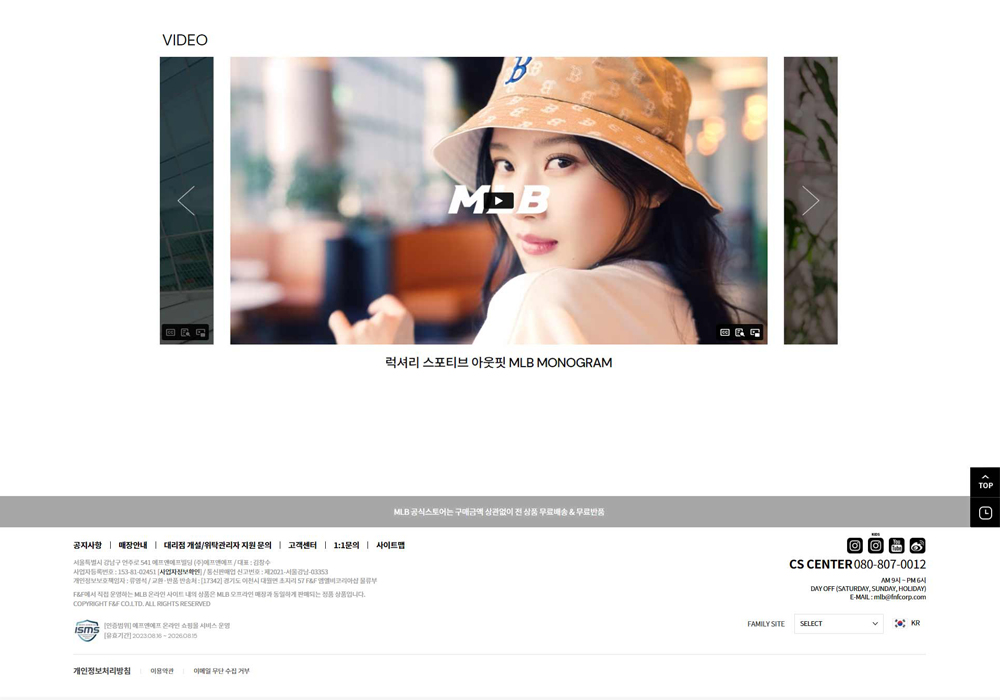 VIDEO
B
MLB
럭셔리 스포티브 아웃핏 MLB MONOGRAM
TOP
MLB 공식스토어는 구매금액 상관없이 전 상품 무료배송 & 무료반품
공지사항 | 매장안내 | 대리점 개설/위탁관리자 지원 문의 | 고객센터 | 1:1문의 | 사이트맵
서울특별시 강남구 언주로 541 에프앤에프빌딩 (주)에프앤에프 / 대표 : 김창수
사업자등록번호 : 153-81-02451 [사업자정보확인] / 통신판매업 신고번호 : 제2021-서울강남-03353
개인정보보호책임자 : 류영석 / 교환·반품 반송처 : [17342] 경기도 이천시 대월면 초지리 57 F&F 엠엘비코리아샵 물류부
F&F에서 직접 운영하는 MLB 온라인 사이트 내의 상품은 MLB 오프라인 매장과 동일하게 판매되는 정품 상품입니다.
COPYRIGHT F&F CO.LTD. ALL RIGHTS RESERVED
ISMS
[인증범위] 에프앤에프 온라인 쇼핑몰 서비스 운영
[유효기간] 2023.08.16 ~ 2026.08.15
KIDS
You Tube
CS CENTER 080-807-0012
AM 9시 ~ PM 6시
DAY OFF (SATURDAY, SUNDAY, HOLIDAY)
E-MAIL : mlb@fnfcorp.com
FAMILY SITE
SELECT
KR
개인정보처리방침 | 이용약관 | 이메일 무단 수집 거부